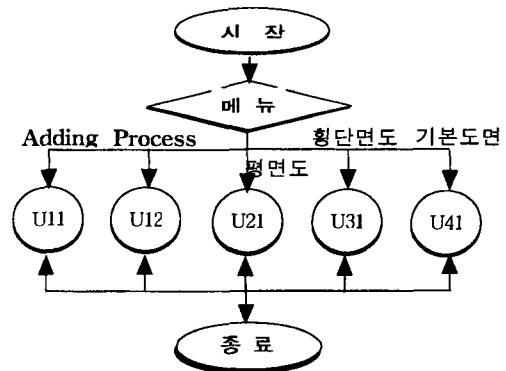 시 작
메 뉴
Adding Process 횡단면도 기본도면
평면도
U11 U12 U21 U31 U41
종 료